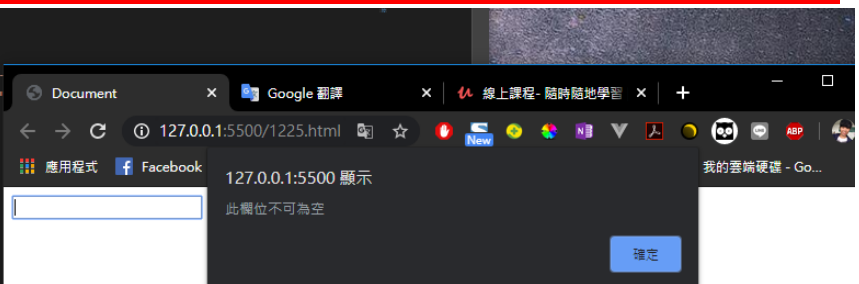 Document
Google 翻譯
線上課程- 隨時隨地學習
127.0.0.1:5500/1225.html
New
N
ABP
應用程式
Facebook
我的雲端硬碟 - Go...
127.0.0.1:5500 顯示
此欄位不可為空
確定